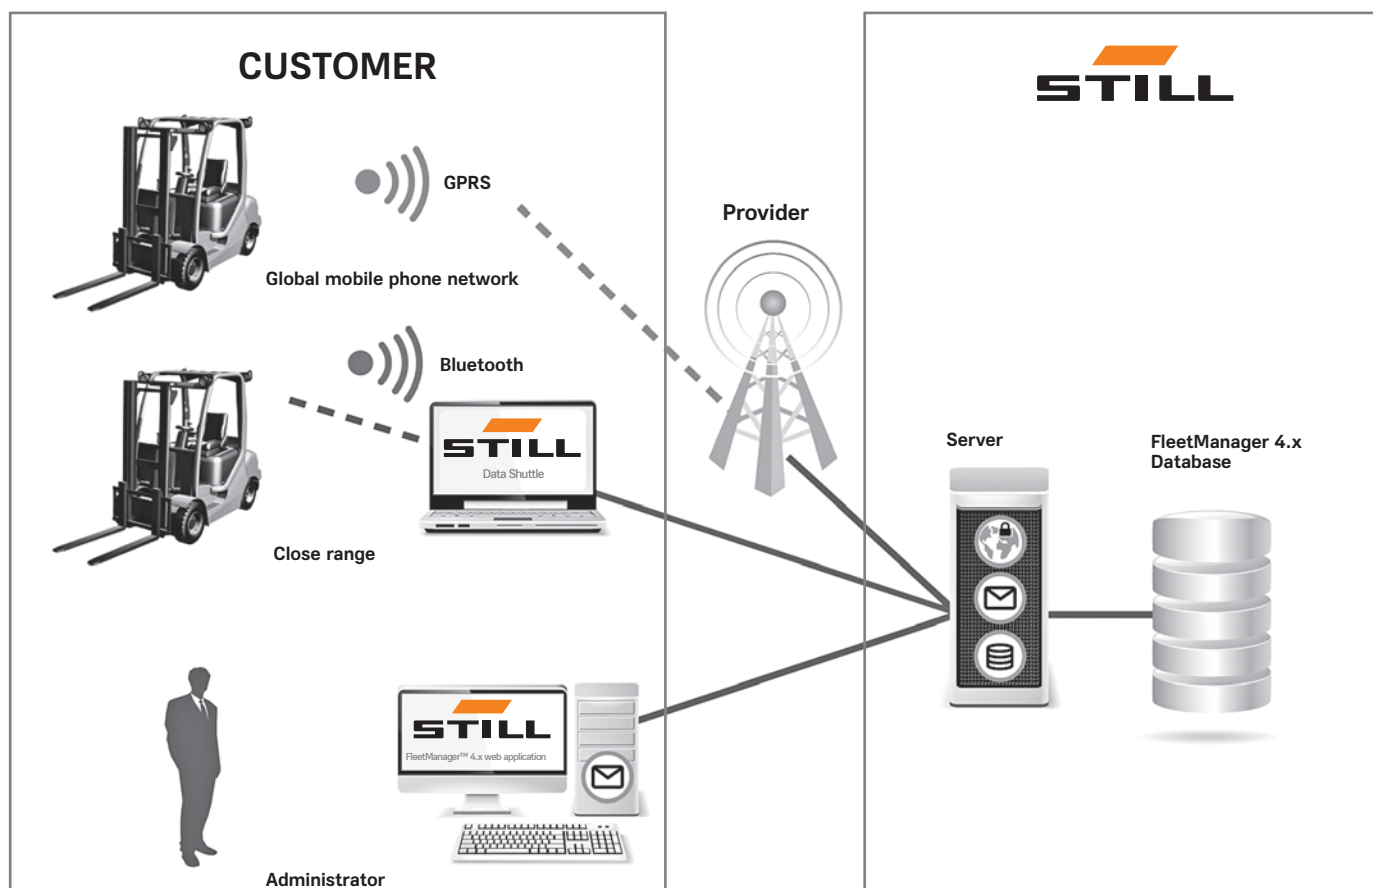 CUSTOMER
STILL
GPRS
Provider
Global mobile phone network
Bluetooth
STILL
Data Shuttle
Server
FleetManager 4.x
Database
Close range
STILL
FleetManager™ 4.x web application
Administrator